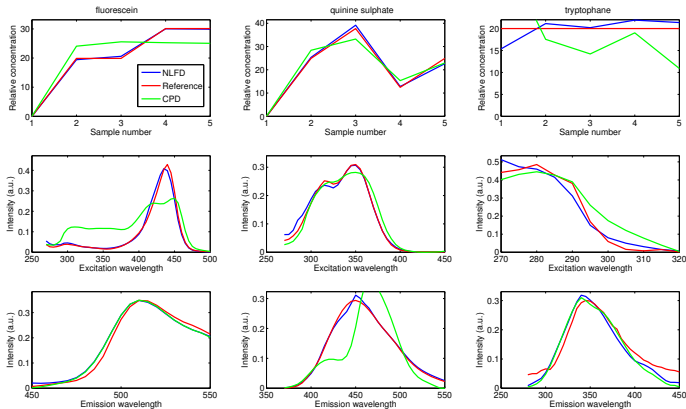 fluorescein
quinine sulphate
tryptophane
Relative concentration
30
20
10
0
NLFD
Reference
CPD
1 2 3 4 5
Sample number
Relative concentration
40
30
20
10
0
1 2 3 4 5
Sample number
Relative concentration
20
15
10
5
0
1 2 3 4 5
Sample number
Intensity (a.u.)
0.4
0.3
0.2
0.1
0
250 300 350 400 450 500
Excitation wavelength
Intensity (a.u.)
0.3
0.2
0.1
0
350 300 350 400 450
Excitation wavelength
Intensity (a.u.)
0.5
0.4
0.3
0.2
0.1
0
270 280 290 300 310 320
Excitation wavelength
Intensity (a.u.)
0.3
0.2
0.1
0
450 500 550
Emission wavelength
Intensity (a.u.)
0.3
0.2
0.1
0
350 400 450 500 550
Emission wavelength
Intensity (a.u.)
0.3
0.2
0.1
0
250 300 350 400 450
Emission wavelength